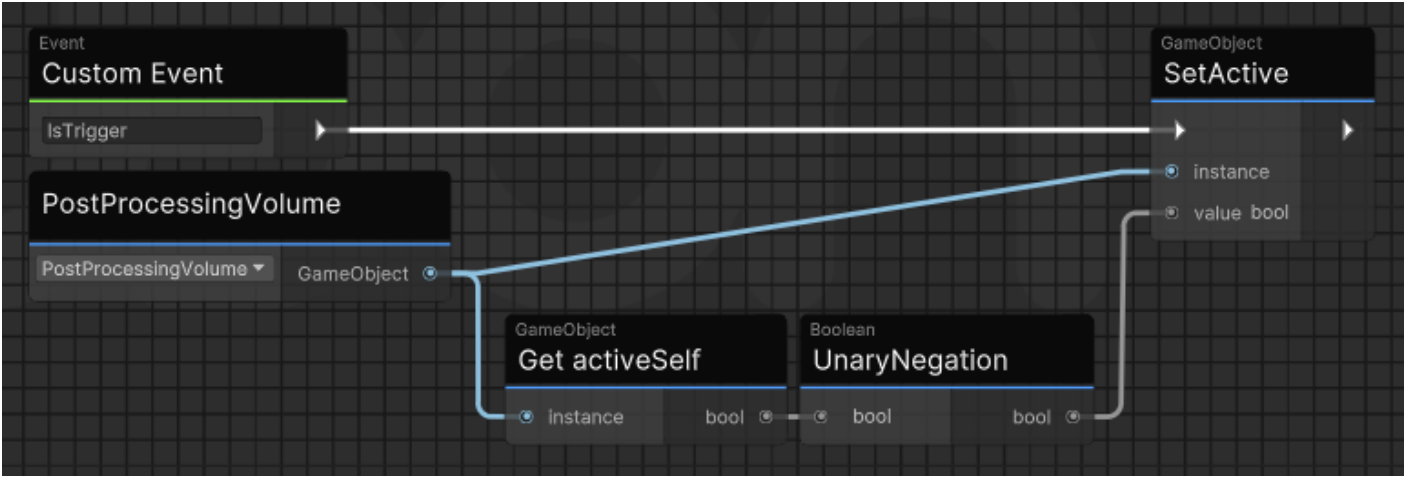 Event
Custom Event
IsTrigger
PostProcessingVolume
PostProcessingVolume
GameObject
GameObject
Get activeSelf
instance
bool
Boolean
UnaryNegation
bool
bool
GameObject
SetActive
instance
value bool